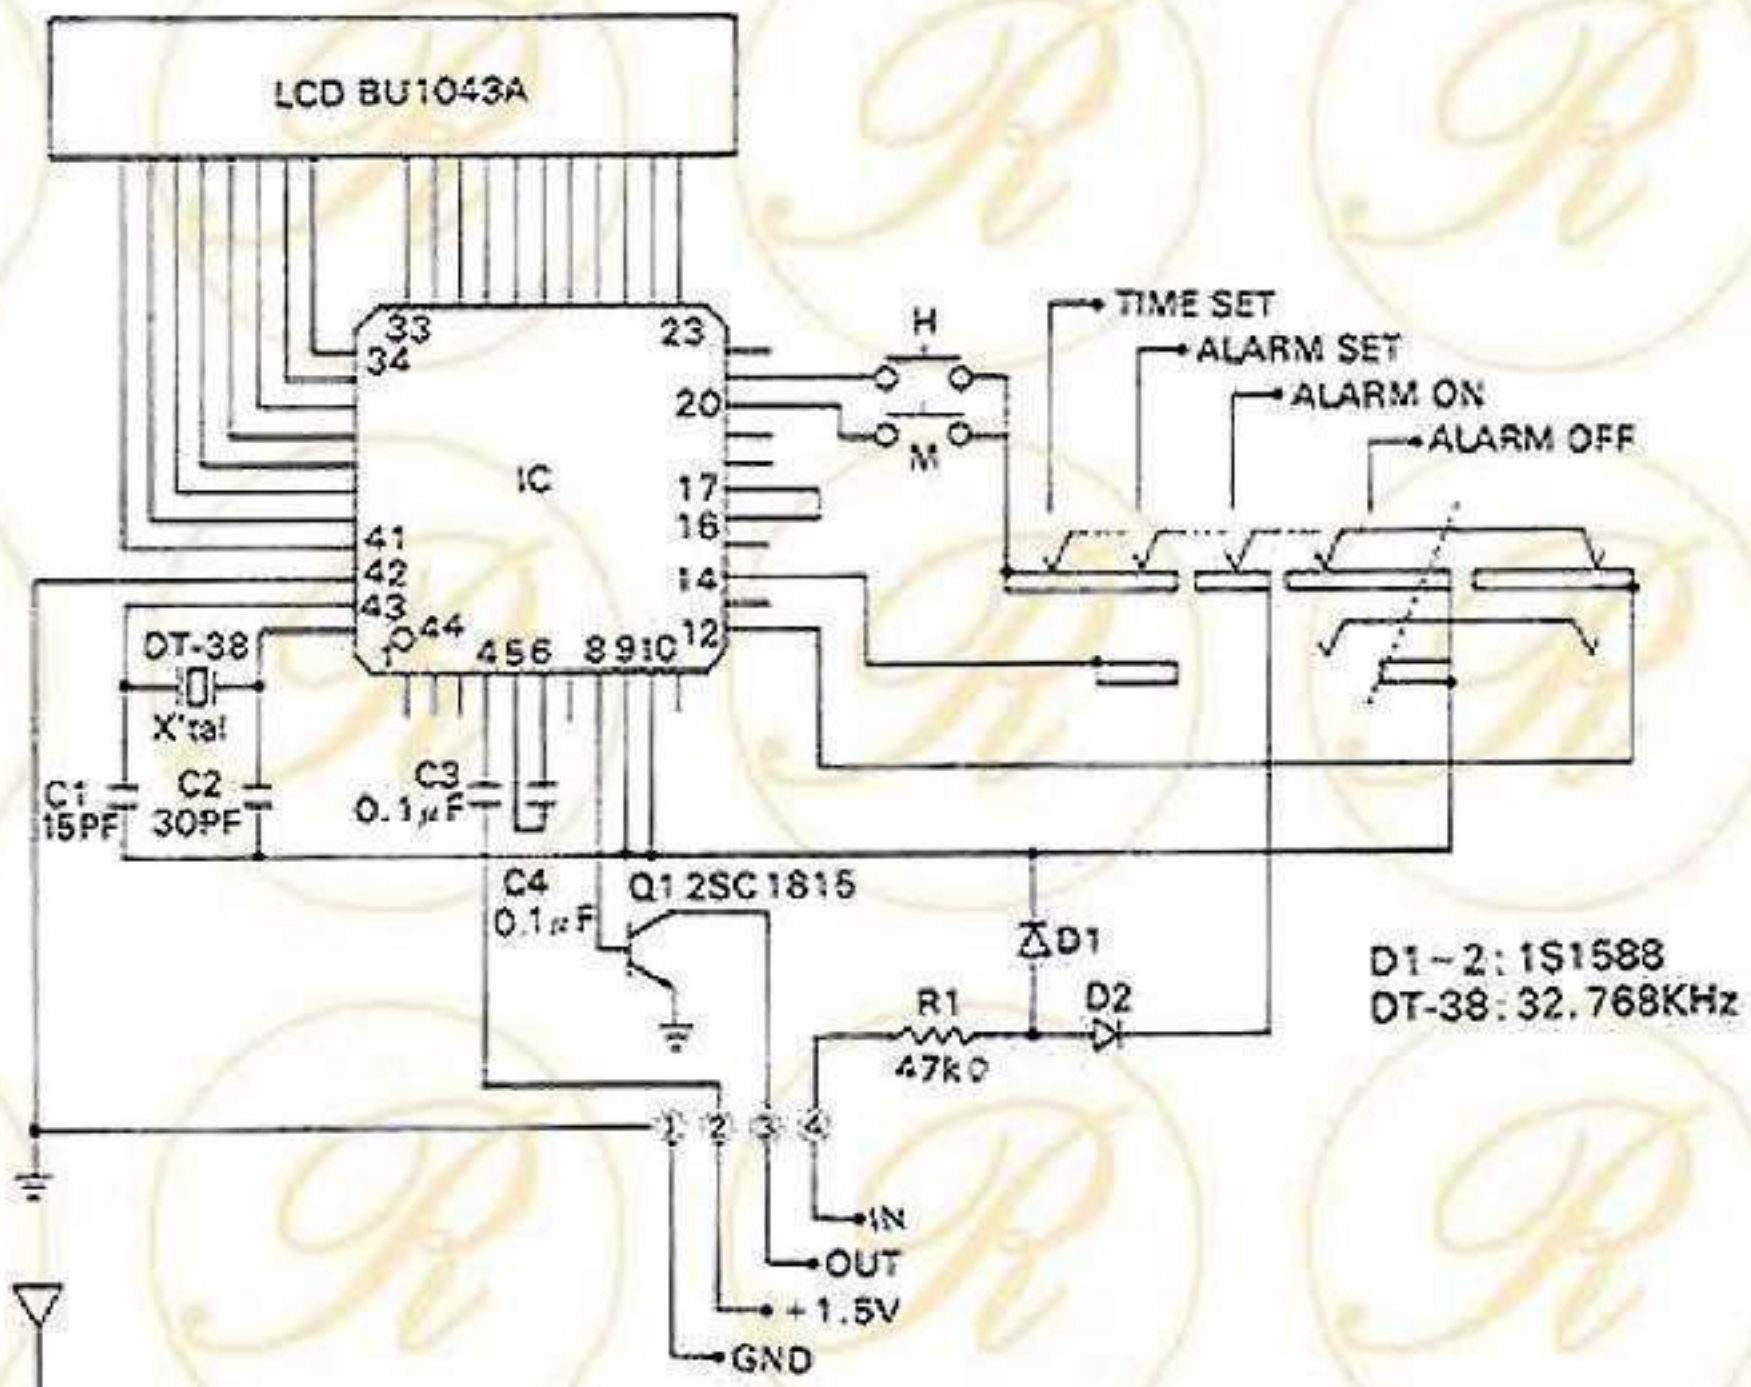 LCD BU1043A
33
23
34
H
TIME SET
ALARM SET
20
ALARM ON
M
ALARM OFF
IC
17
16
41
42
14
43
44
1
4 5 6 8 9 10
12
DT-38
X'tal
C1
15PF
C2
30PF
C3
0.1μF
C4
0.1μF
Q1 2SC1815
D1
D1~2: 1S1588
DT-38: 32.768KHz
R1
47kΩ
D2
1 2 3 4
IN
OUT
+1.5V
GND
R